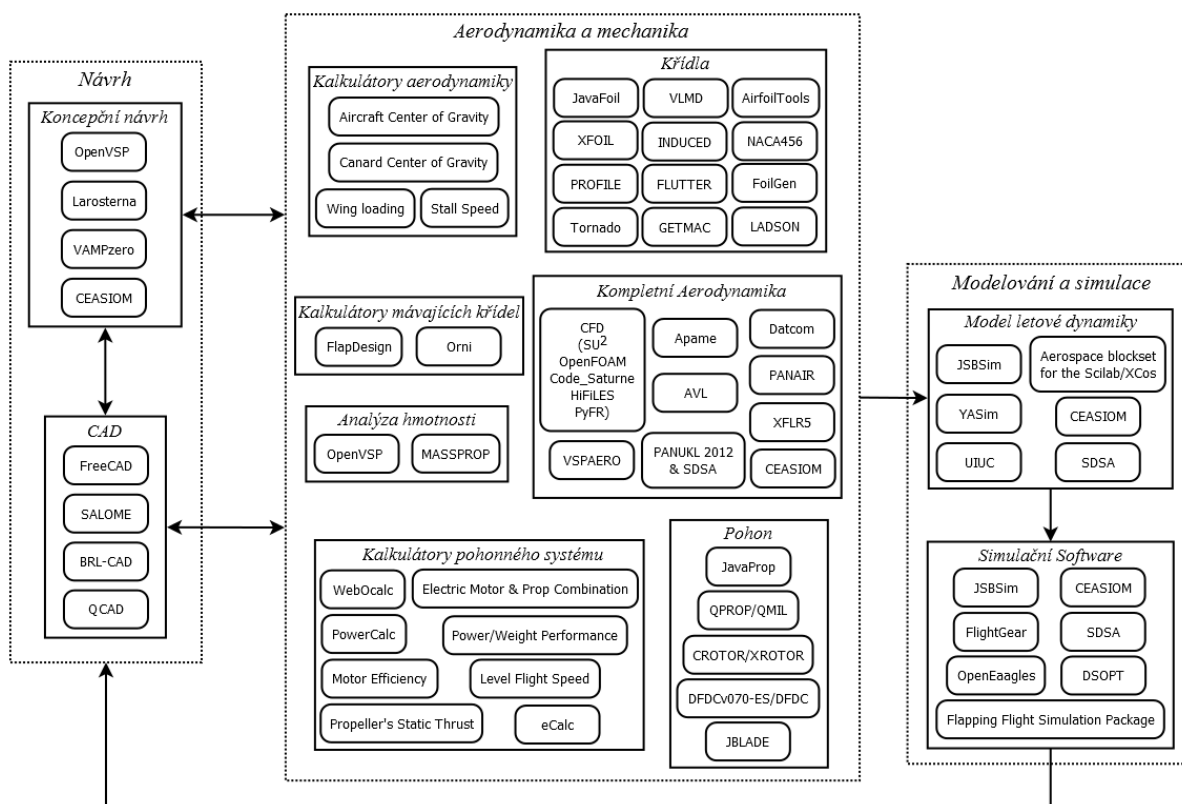 Návrh
Koncepční návrh
OpenVSP
Larosterna
VAMPzero
CEASIOM
CAD
FreeCAD
SALOME
BRL-CAD
QCAD
Aerodynamika a mechanika
Kalkulátory aerodynamiky
Aircraft Center of Gravity
Canard Center of Gravity
Wing loading
Stall Speed
Křídla
JavaFoil
VLMD
AirfoilTools
XFOIL
INDUCED
NACA456
PROFILE
FLUTTER
FoilGen
Tornado
GETMAC
LADSON
Kalkulátory mávajících křídel
FlapDesign
Orni
Analýza hmotnosti
OpenVSP
MASSPROP
Kompletní Aerodynamika
CFD
(SU2
OpenFOAM
Code_Saturne
HiFiLES
PyFR)
Apame
Datcom
PANAIR
AVL
XFLR5
VSPAERO
PANUKL 2012
& SDSA
CEASIOM
Kalkulátory pohonného systému
WebOcalc
Electric Motor & Prop Combination
PowerCalc
Power/Weight Performance
Motor Efficiency
Level Flight Speed
Propeller's Static Thrust
eCalc
Pohon
JavaProp
QPROP/QMIL
CROTOR/XROTOR
DFDCv070-ES/DFDC
JBLADE
Modelování a simulace
Model letové dynamiky
JSBSim
Aerospace blockset
for the Scilab/XCos
YASim
CEASIOM
UIUC
SDSA
Simulační Software
JSBSim
CEASIOM
FlightGear
SDSA
OpenEaagles
DSOPT
Flapping Flight Simulation Package